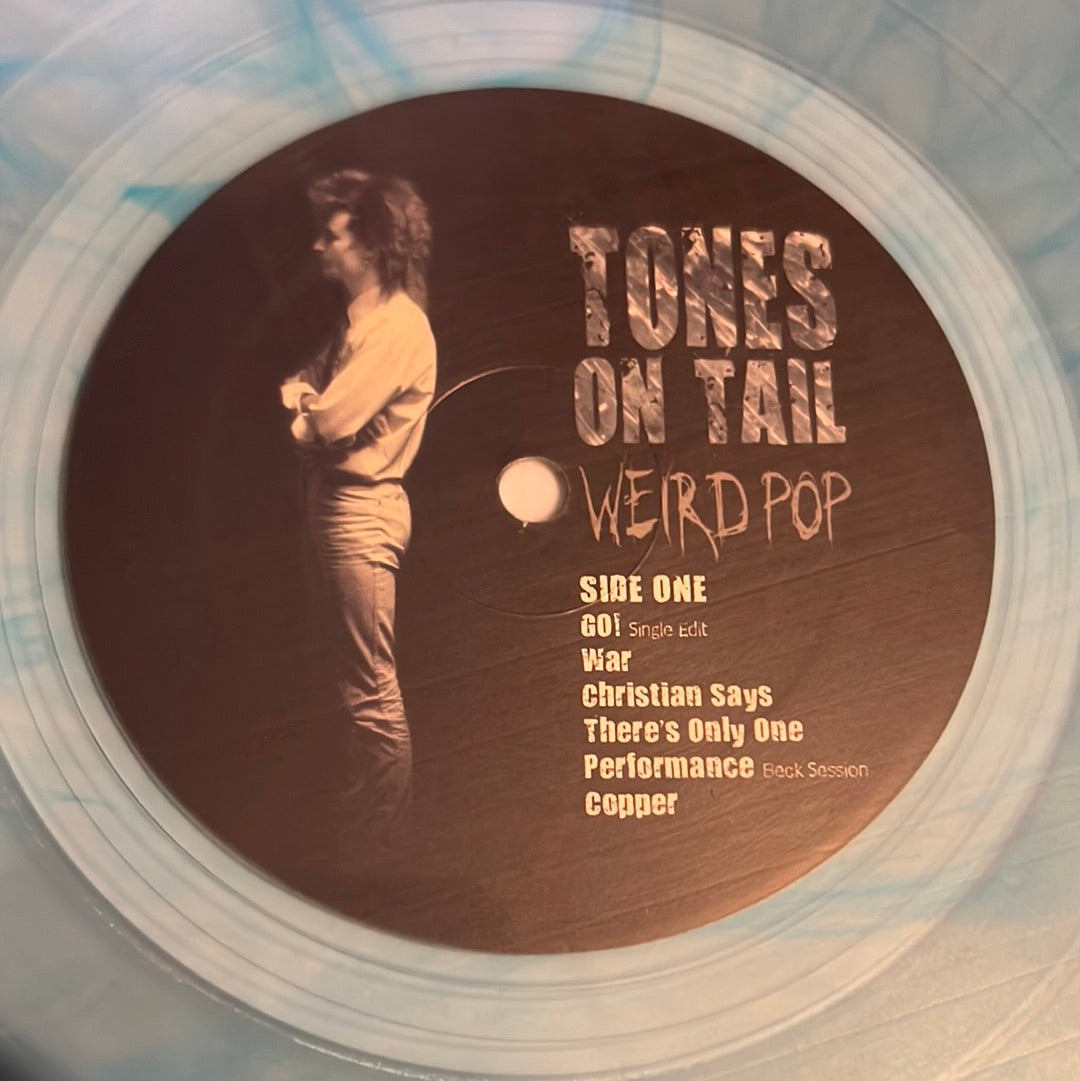 TONES
ON TAIL
WEIRD POP
SIDE ONE
GO! Single Edit
War
Christian Says
There's Only One
Performance Beck Session
Copper